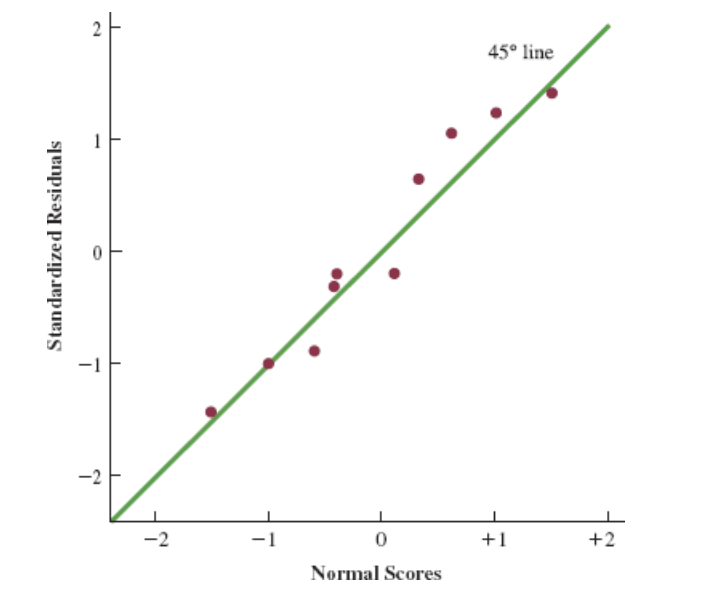 2
45° line
1
Standardized Residuals
0
−1
−2
−2 −1 0 +1 +2
Normal Scores